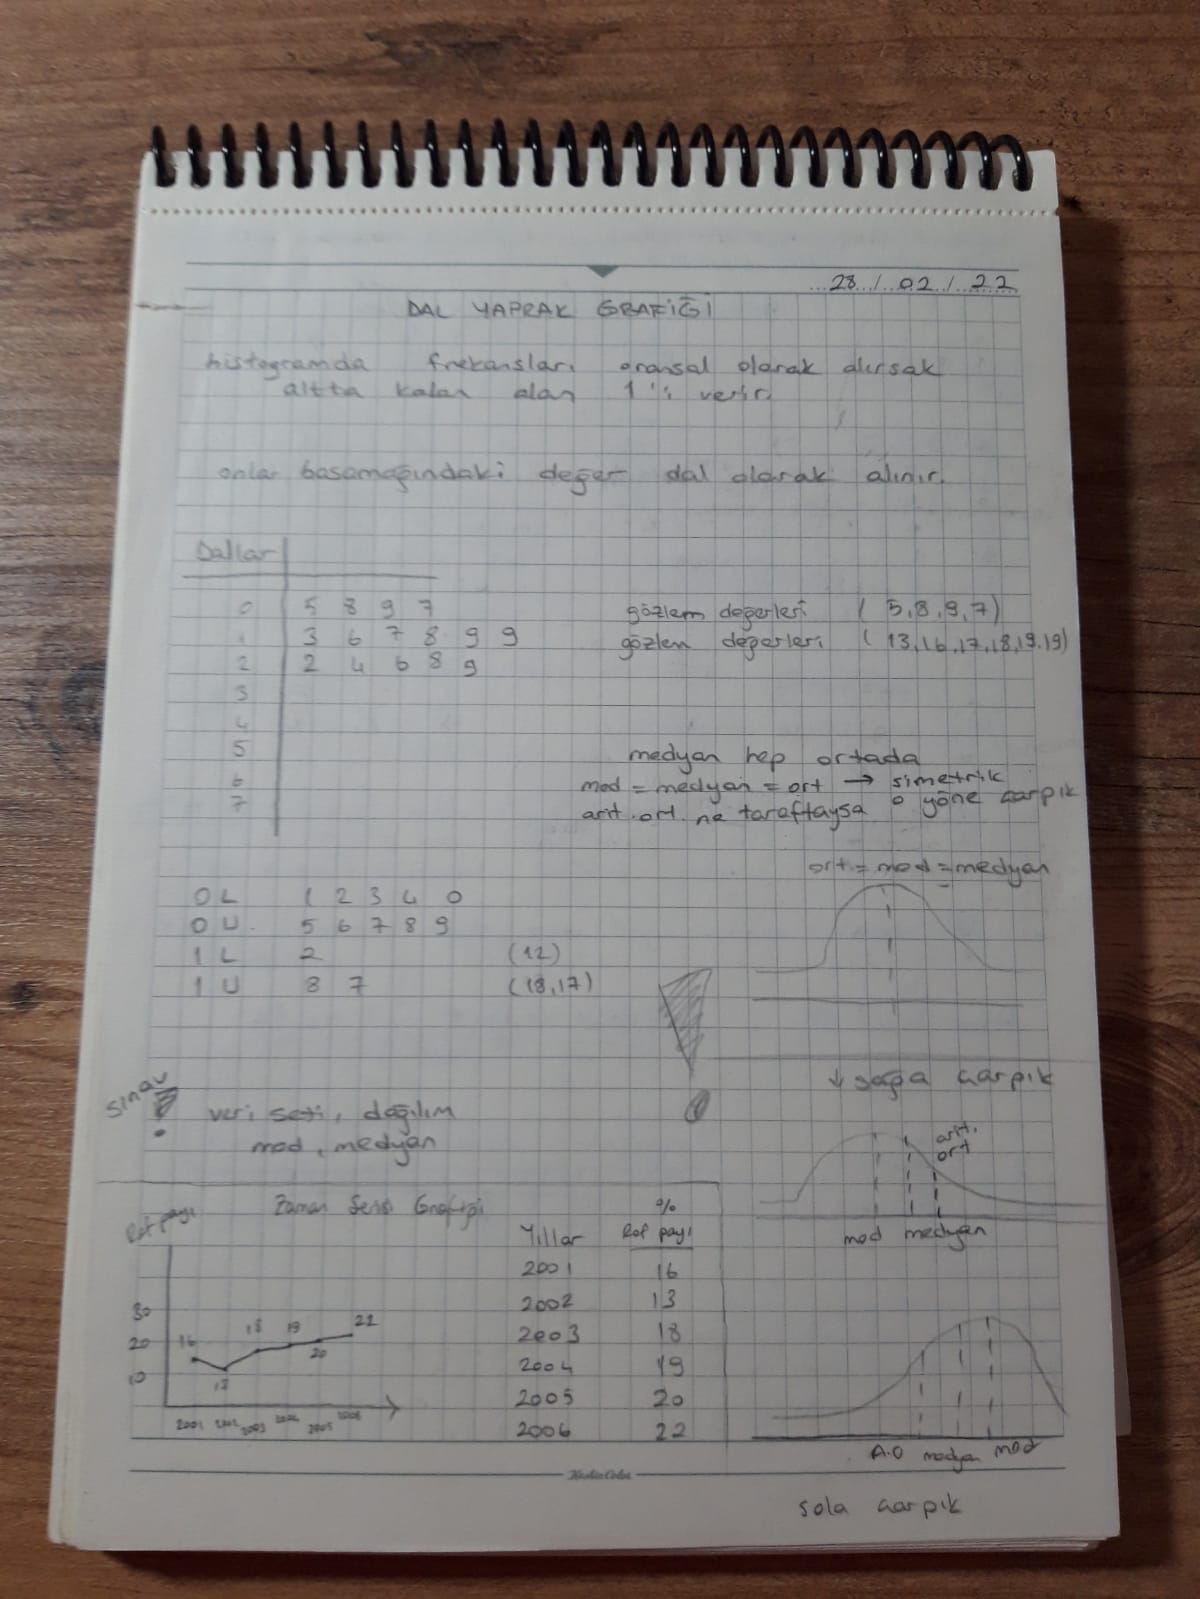 28 / 02 / 22
DAL YAPRAK GRAFİĞİ
histogramda frekansları oransal olarak alırsak
altta kalan alan 1'i verir.
onlar basamağındaki değer dal olarak alınır.
Dallar
0 5 8 9 7 gözlem değerleri ( 5,8,9,7)
1 3 6 7 8 9 9 gözlem değerleri ( 13,16,17,18,19,19)
2 2 4 6 8 9
3
4
5
6
7
medyan hep ortada
mod = medyan = ort → simetrik
arit. ort. ne taraftaysa o yöne çarpık
ort = mod = medyan
0 L 1 2 3 4 0
0 U 5 6 7 8 9
1 L 2 (12)
1 U 8 7 (18,17)
sınav
! veri seti, dağılım
mod, medyan
↓ sağa çarpık
arit.
ort
mod medyan
Zaman Serisi Grafiği
Raf payı
30
20
10
16 13 18 19 20 22
2001 2002 2003 2004 2005 2006
%
Yıllar Raf payı
2001 16
2002 13
2003 18
2004 19
2005 20
2006 22
A.O medyan mod
sola çarpık